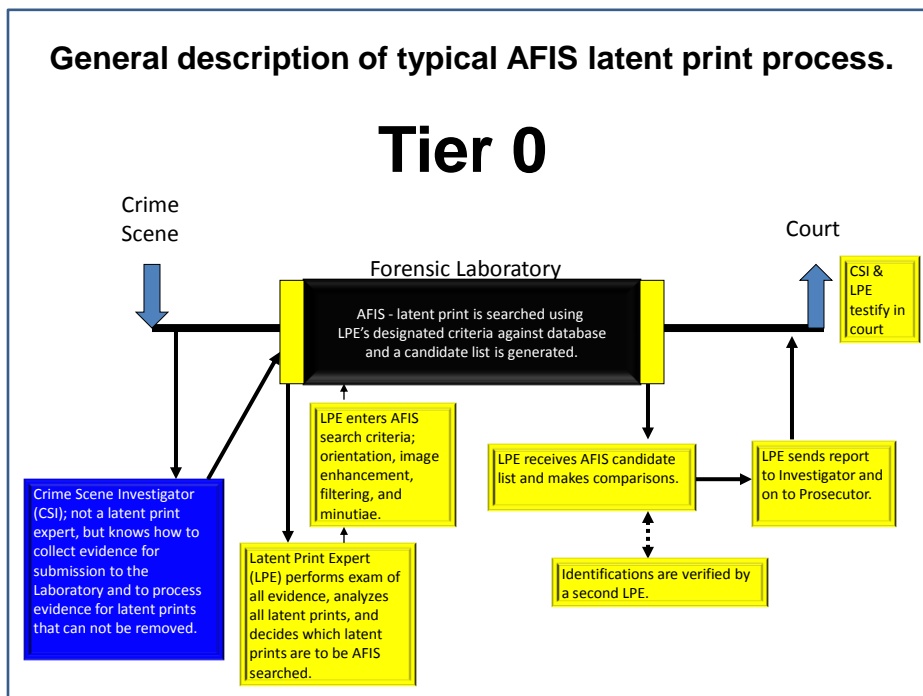 General description of typical AFIS latent print process.
Tier 0
Crime
Scene
Court
Forensic Laboratory
CSI &
LPE
testify in
court
AFIS - latent print is searched using
LPE's designated criteria against database
and a candidate list is generated.
LPE enters AFIS
search criteria;
orientation, image
enhancement,
filtering, and
minutiae.
LPE receives AFIS candidate
list and makes comparisons.
LPE sends report
to Investigator and
on to Prosecutor.
Crime Scene Investigator
(CSI); not a latent print
expert, but knows how to
collect evidence for
submission to the
Laboratory and to process
evidence for latent prints
that can not be removed.
Latent Print Expert
(LPE) performs exam of
all evidence, analyzes
all latent prints, and
decides which latent
prints are to be AFIS
searched.
Identifications are verified by
a second LPE.